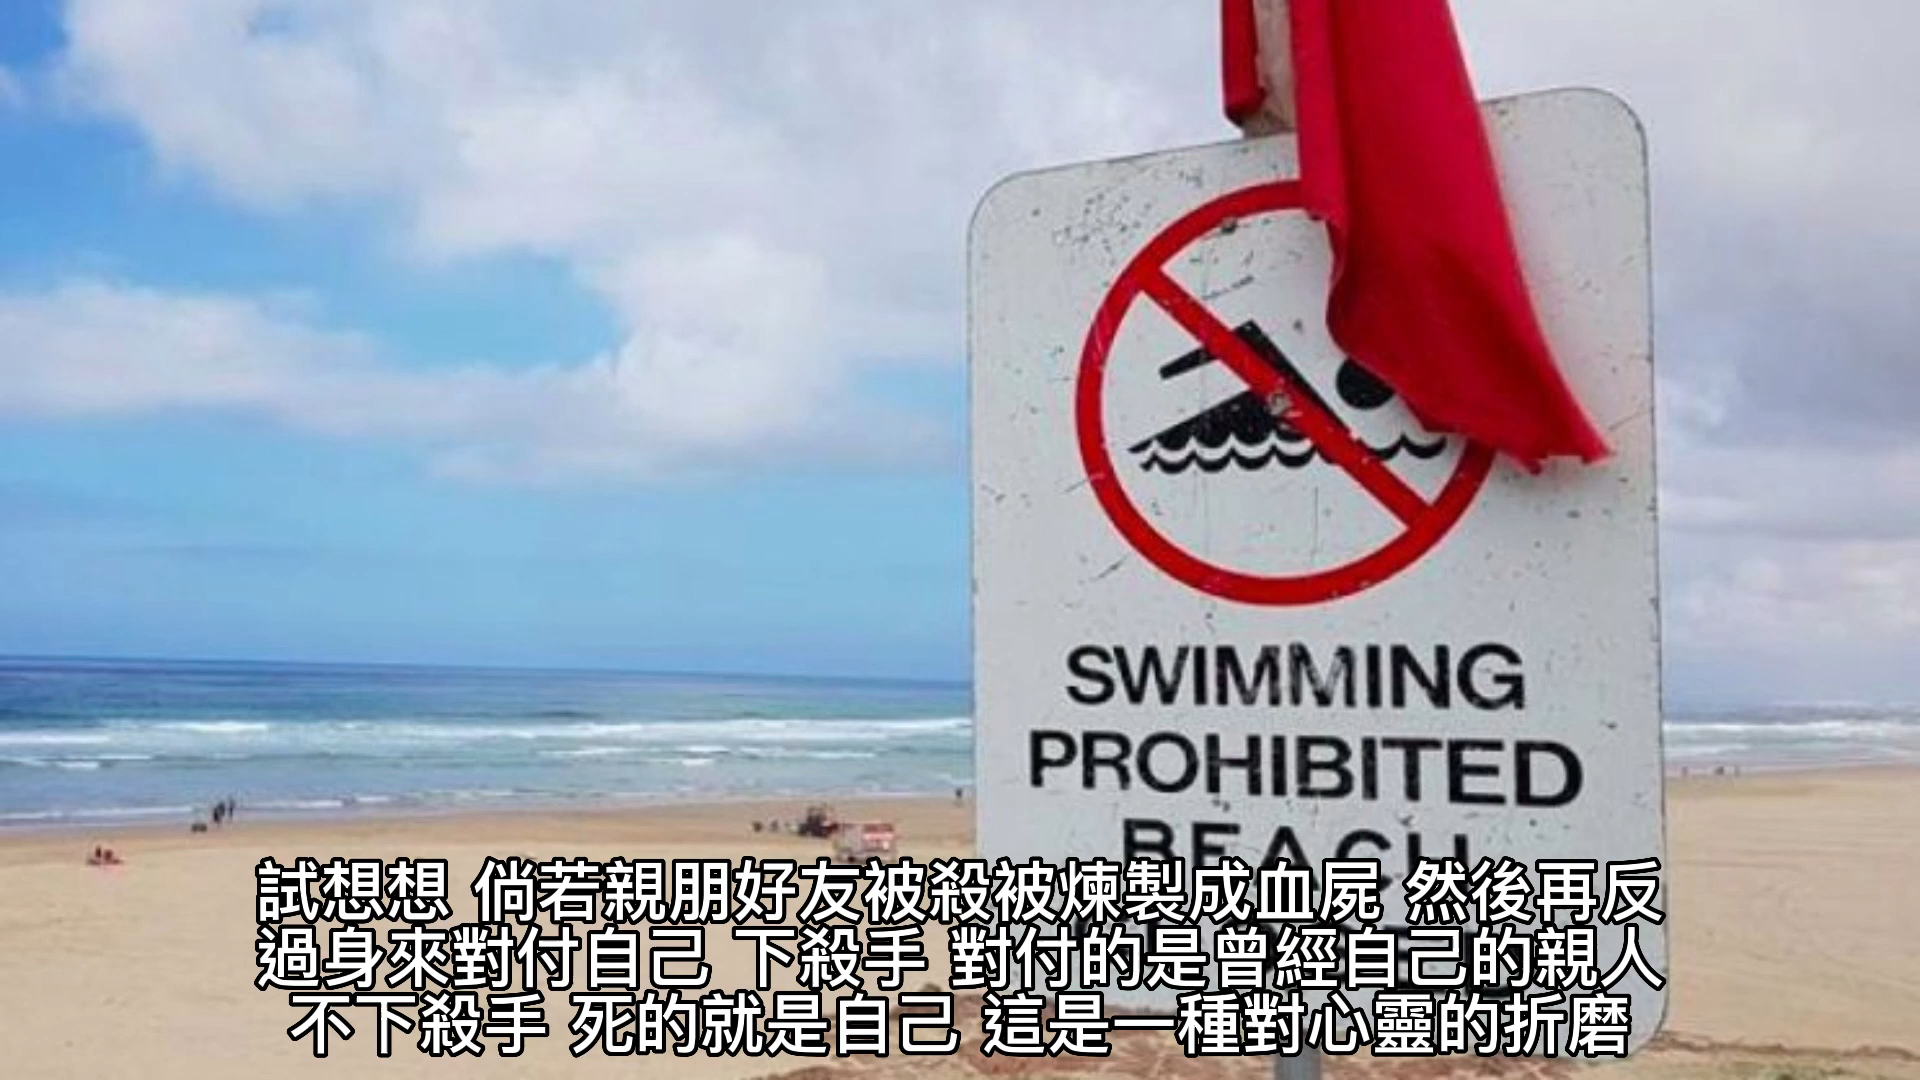 SWIMMING
PROHIBITED
BEACH
試想想 倘若親朋好友被殺被煉製成血屍 然後再反
過身來對付自己 下殺手 對付的是曾經自己的親人
不下殺手 死的就是自己 這是一種對心靈的折磨